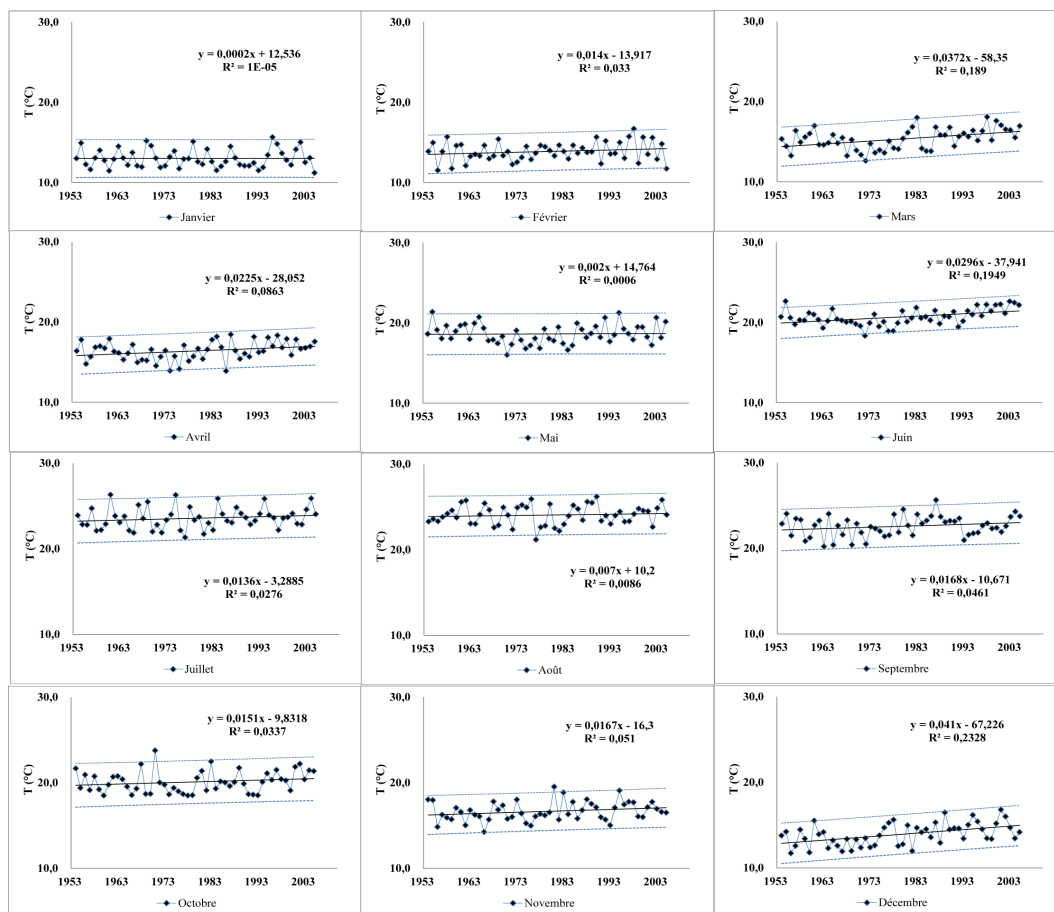 30,0
20,0
10,0
T (°C)
y = 0,0002x + 12,536
R² = 1E-05
1953 1963 1973 1983 1993 2003
Janvier
30,0
20,0
10,0
T (°C)
y = 0,014x - 13,917
R² = 0,033
1953 1963 1973 1983 1993 2003
Février
30,0
20,0
10,0
T (°C)
y = 0,0372x - 58,35
R² = 0,189
1953 1963 1973 1983 1993 2003
Mars
30,0
20,0
10,0
T (°C)
y = 0,0225x - 28,052
R² = 0,0863
1953 1963 1973 1983 1993 2003
Avril
30,0
20,0
10,0
T (°C)
y = 0,002x + 14,764
R² = 0,0006
1953 1963 1973 1983 1993 2003
Mai
30,0
20,0
10,0
T (°C)
y = 0,0296x - 37,941
R² = 0,1949
1953 1963 1973 1983 1993 2003
Juin
30,0
20,0
10,0
T (°C)
y = 0,0136x - 3,2885
R² = 0,0276
1953 1963 1973 1983 1993 2003
Juillet
30,0
20,0
10,0
T (°C)
y = 0,007x + 10,2
R² = 0,0086
1953 1963 1973 1983 1993 2003
Août
30,0
20,0
10,0
T (°C)
y = 0,0168x - 10,671
R² = 0,0461
1953 1963 1973 1983 1993 2003
Septembre
30,0
20,0
10,0
T (°C)
y = 0,0151x - 9,8318
R² = 0,0337
1953 1963 1973 1983 1993 2003
Octobre
30,0
20,0
10,0
T (°C)
y = 0,0167x - 16,3
R² = 0,051
1953 1963 1973 1983 1993 2003
Novembre
30,0
20,0
10,0
T (°C)
y = 0,041x - 67,226
R² = 0,2328
1953 1963 1973 1983 1993 2003
Décembre